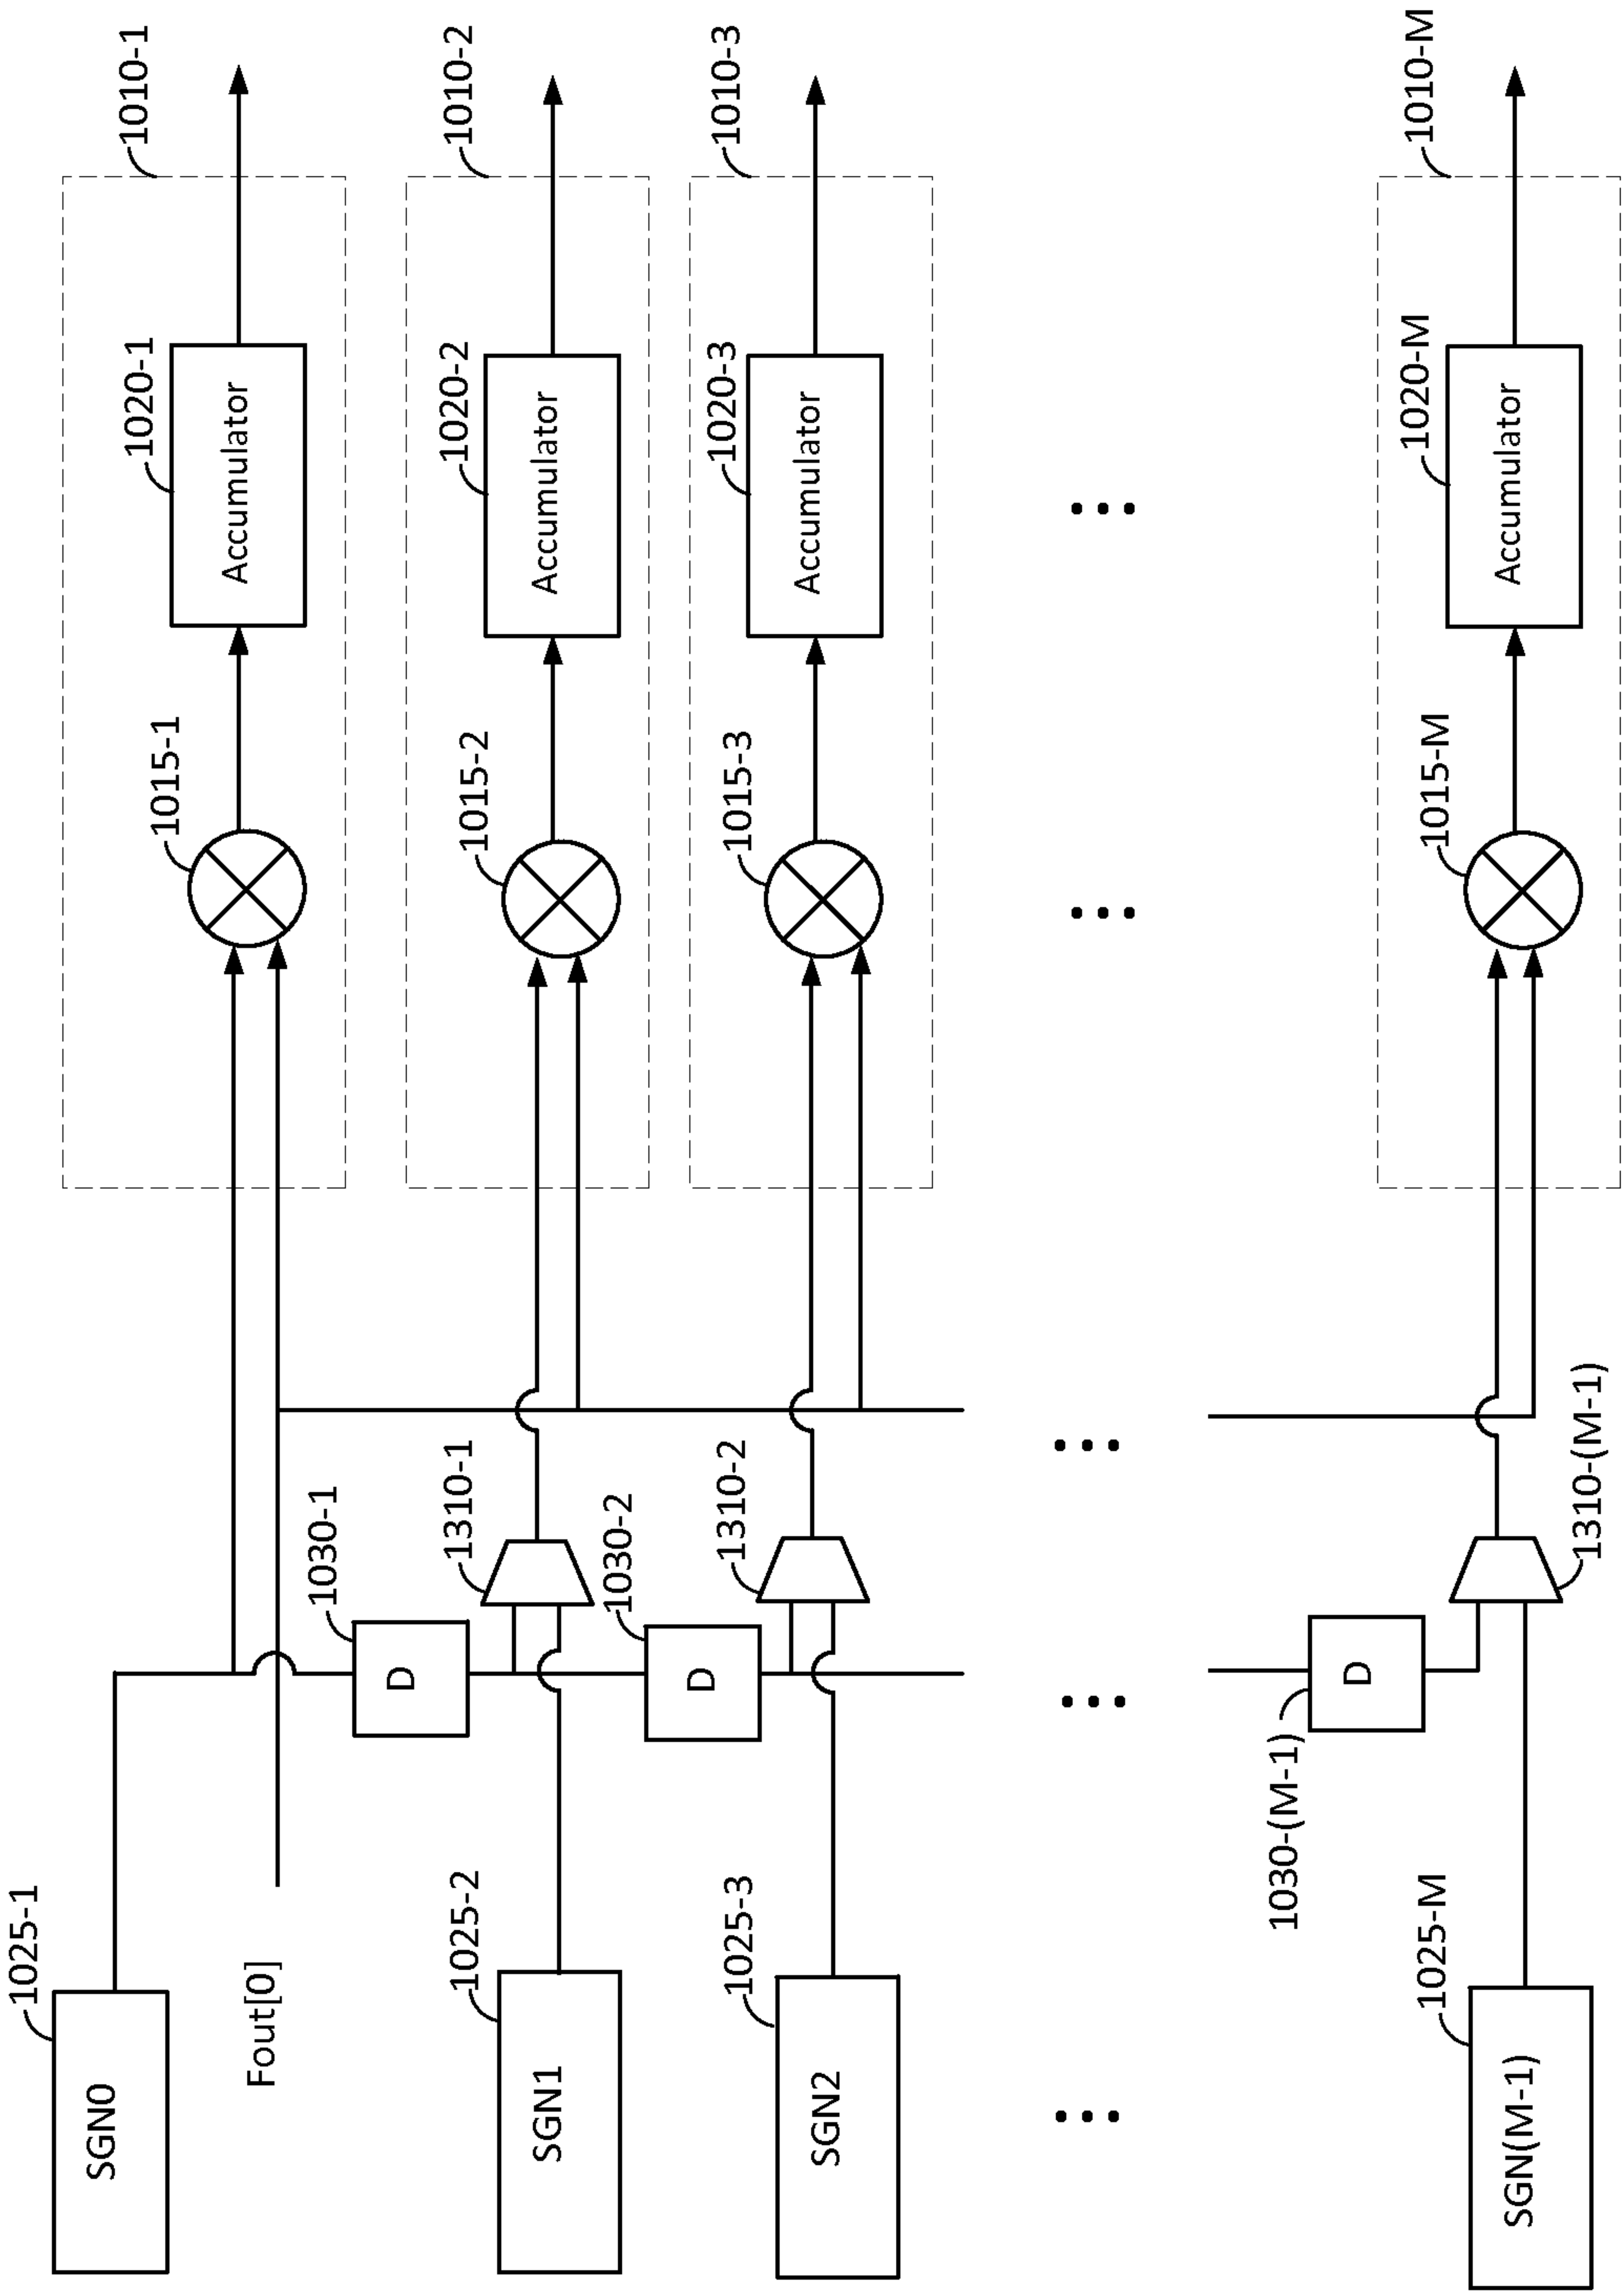 1010-1
1010-2
1010-3
1010-M
1020-1
Accumulator
1020-2
Accumulator
1020-3
Accumulator
1020-M
Accumulator
1015-1
1015-2
1015-3
1015-M
1030-1
1310-1
1030-2
1310-2
1030-(M-1)
1310-(M-1)
D
D
D
1025-1
SGN0
Fout[0]
1025-2
SGN1
1025-3
SGN2
1025-M
SGN(M-1)